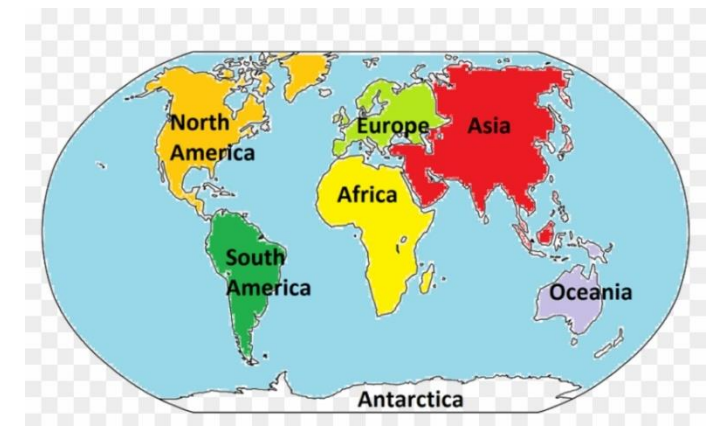 North
America
Europe
Asia
Africa
South
America
Oceania
Antarctica